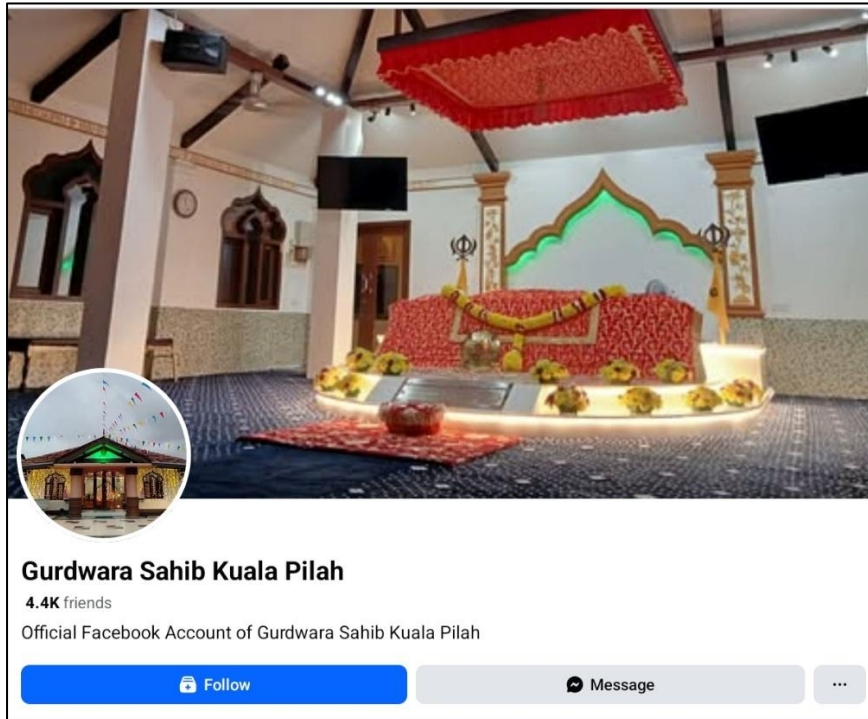 Gurdwara Sahib Kuala Pilah
4.4K friends
Official Facebook Account of Gurdwara Sahib Kuala Pilah
Follow
Message